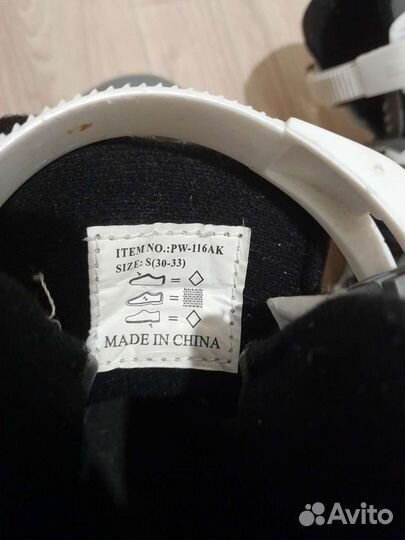 ITEM NO.:PW-116AK
SIZE: S(30-33)
=
=
=
MADE IN CHINA
Avito